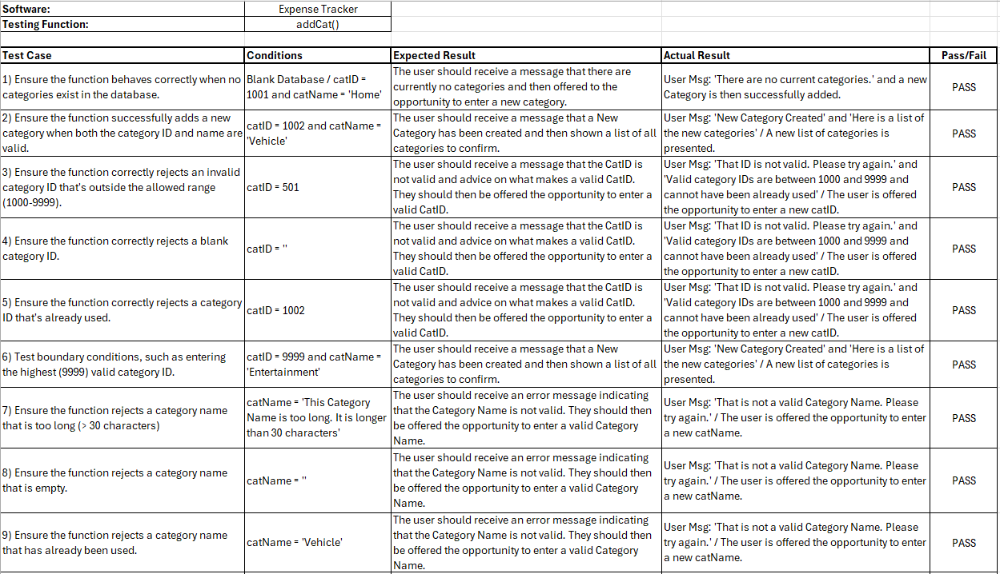 Software: Expense Tracker
Testing Function: addCat()
Test Case Conditions Expected Result Actual Result Pass/Fail
1) Ensure the function behaves correctly when no
categories exist in the database.
Blank Database / catID =
1001 and catName = 'Home'
The user should receive a message that there are
currently no categories and then offered to the
opportunity to enter a new category.
User Msg: 'There are no current categories.' and a new
Category is then successfully added.
PASS
2) Ensure the function successfully adds a new
category when both the category ID and name are
valid.
catID = 1002 and catName =
'Vehicle'
The user should receive a message that a New
Category has been created and then shown a list of all
categories to confirm.
User Msg: 'New Category Created' and 'Here is a list of
the new categories' / A new list of categories is
presented.
PASS
3) Ensure the function correctly rejects an invalid
category ID that's outside the allowed range
(1000-9999).
catID = 501
The user should receive a message that the CatID is
not valid and advice on what makes a valid CatID.
They should then be offered the opportunity to enter a
valid CatID.
User Msg: 'That ID is not valid. Please try again.' and
'Valid category IDs are between 1000 and 9999 and
cannot have been already used' / The user is offered
the opportunity to enter a new catID.
PASS
4) Ensure the function correctly rejects a blank
category ID.
catID = ''
The user should receive a message that the CatID is
not valid and advice on what makes a valid CatID.
They should then be offered the opportunity to enter a
valid CatID.
User Msg: 'That ID is not valid. Please try again.' and
'Valid category IDs are between 1000 and 9999 and
cannot have been already used' / The user is offered
the opportunity to enter a new catID.
PASS
5) Ensure the function correctly rejects a category
ID that's already used.
catID = 1002
The user should receive a message that the CatID is
not valid and advice on what makes a valid CatID.
They should then be offered the opportunity to enter a
valid CatID.
User Msg: 'That ID is not valid. Please try again.' and
'Valid category IDs are between 1000 and 9999 and
cannot have been already used' / The user is offered
the opportunity to enter a new catID.
PASS
6) Test boundary conditions, such as entering
the highest (9999) valid category ID.
catID = 9999 and catName =
'Entertainment'
The user should receive a message that a New
Category has been created and then shown a list of all
categories to confirm.
User Msg: 'New Category Created' and 'Here is a list of
the new categories' / A new list of categories is
presented.
PASS
7) Ensure the function rejects a category name
that is too long (> 30 characters)
catName = 'This Category
Name is too long. It is longer
than 30 characters'
The user should receive an error message indicating
that the Category Name is not valid. They should then
be offered the opportunity to enter a valid Category
Name.
User Msg: 'That is not a valid Category Name. Please
try again.' / The user is offered the opportunity to enter
a new catName.
PASS
8) Ensure the function rejects a category name
that is empty.
catName = ''
The user should receive an error message indicating
that the Category Name is not valid. They should then
be offered the opportunity to enter a valid Category
Name.
User Msg: 'That is not a valid Category Name. Please
try again.' / The user is offered the opportunity to enter
a new catName.
PASS
9) Ensure the function rejects a category name
that has already been used.
catName = 'Vehicle'
The user should receive an error message indicating
that the Category Name is not valid. They should then
be offered the opportunity to enter a valid Category
Name.
User Msg: 'That is not a valid Category Name. Please
try again.' / The user is offered the opportunity to enter
a new catName.
PASS